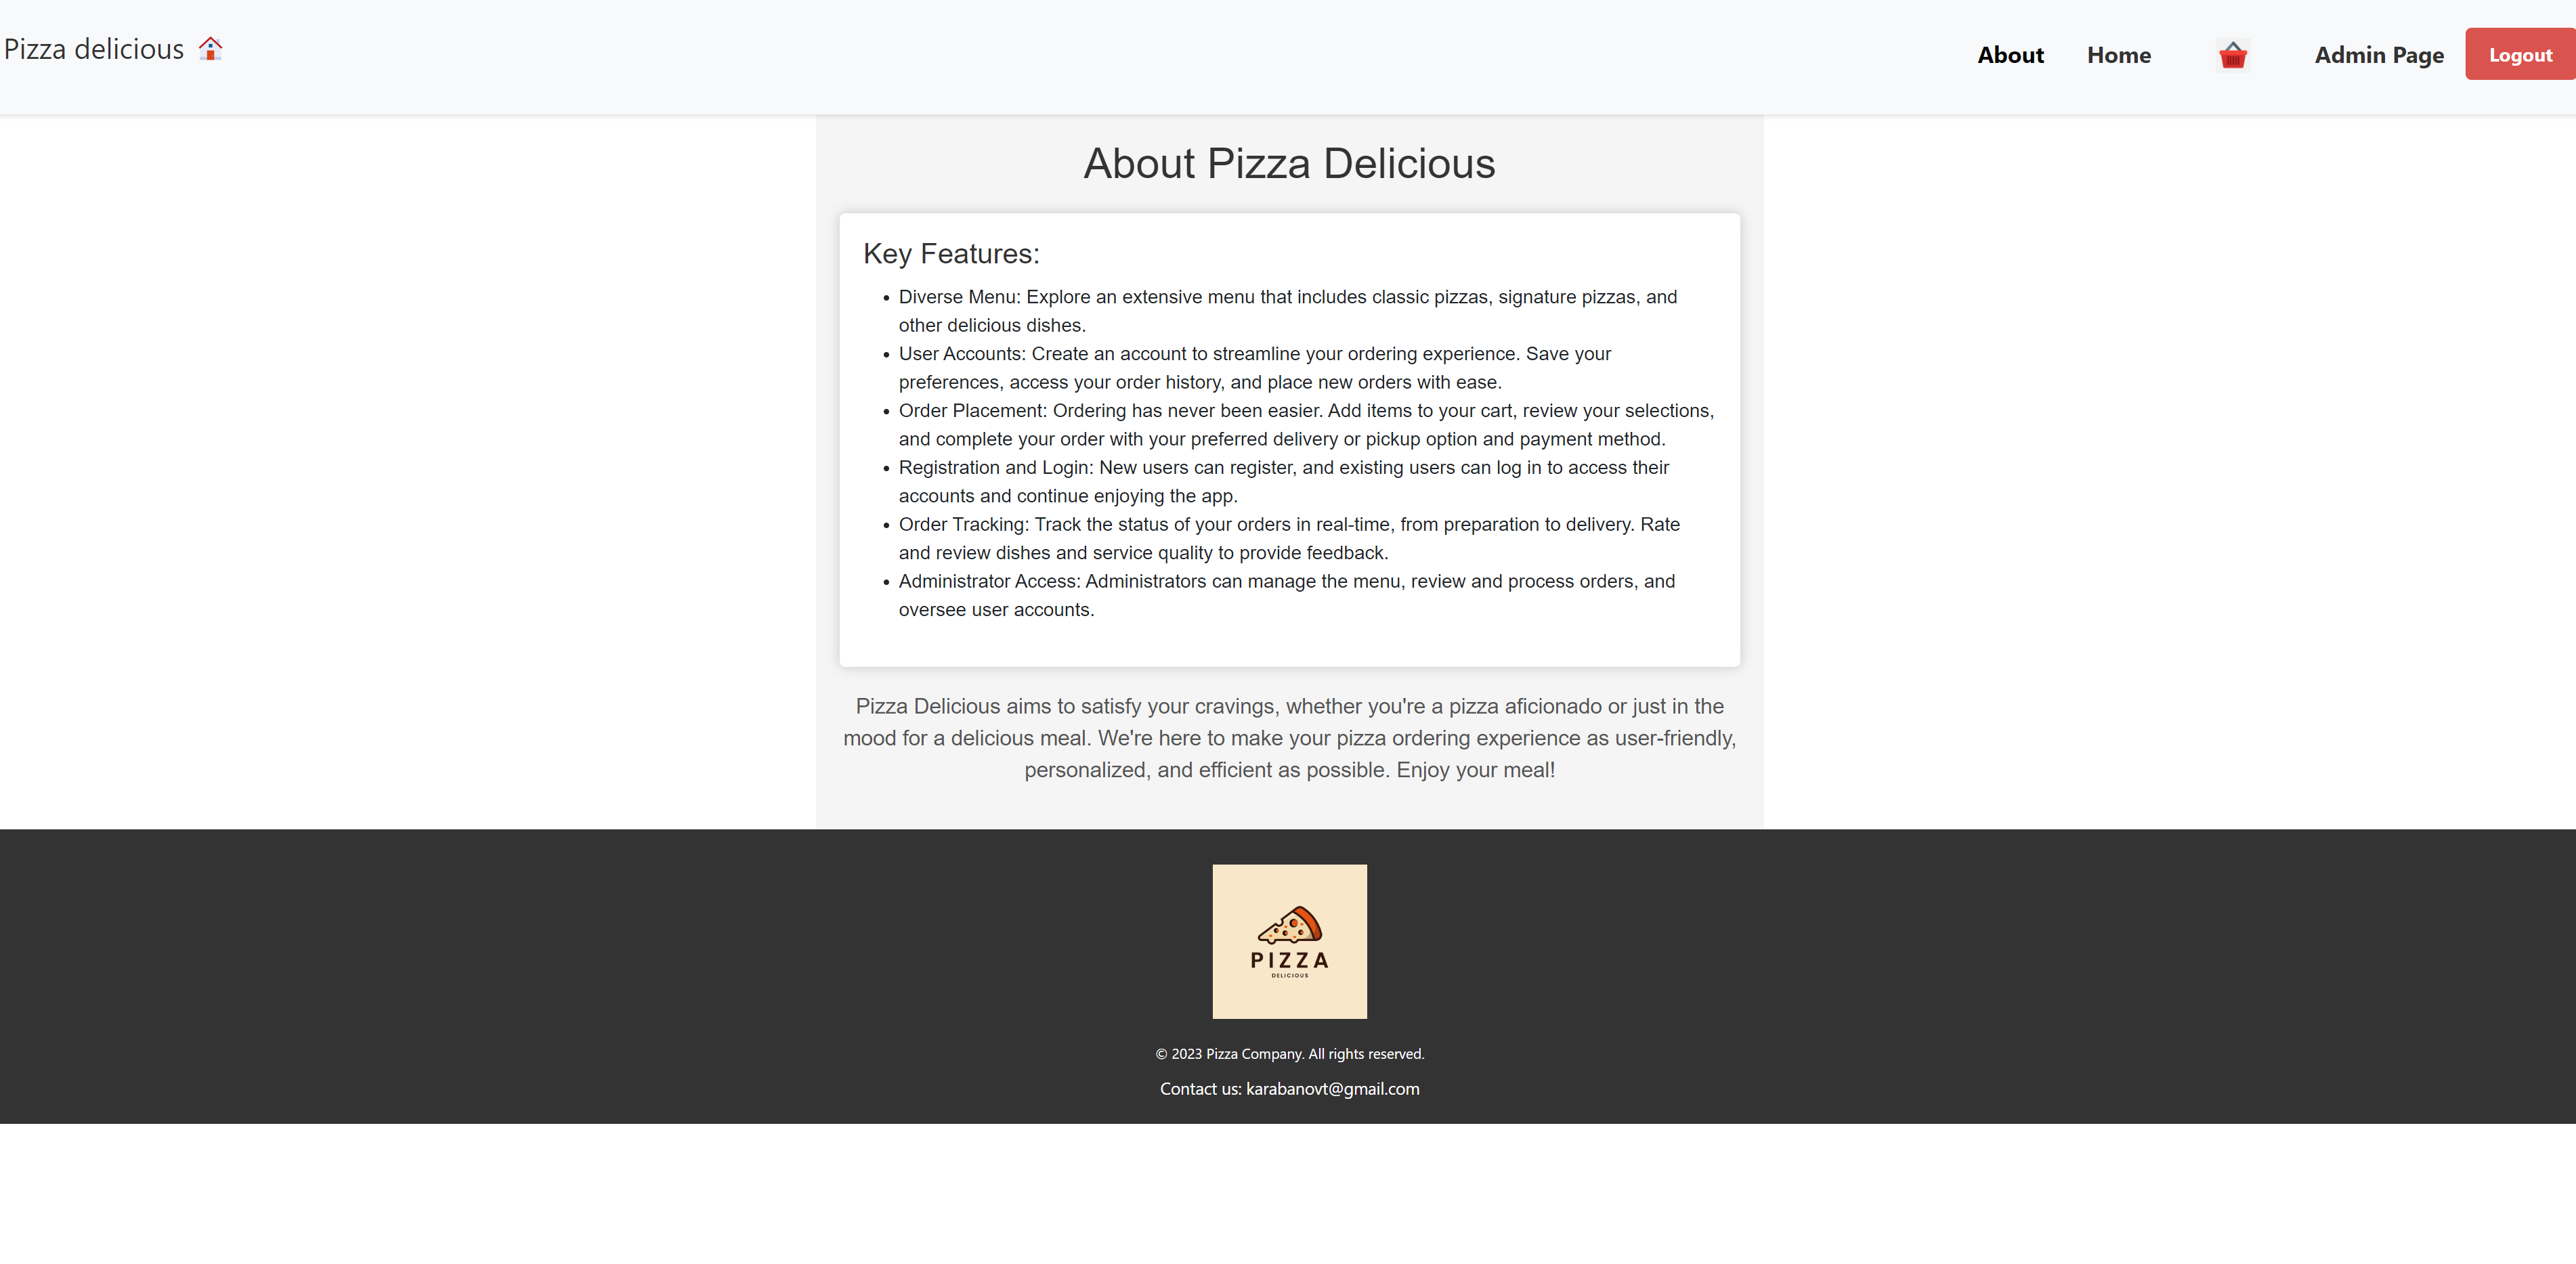 Pizza delicious
About Home Admin Page Logout
About Pizza Delicious
Key Features:
Diverse Menu: Explore an extensive menu that includes classic pizzas, signature pizzas, and
other delicious dishes.
User Accounts: Create an account to streamline your ordering experience. Save your
preferences, access your order history, and place new orders with ease.
Order Placement: Ordering has never been easier. Add items to your cart, review your selections,
and complete your order with your preferred delivery or pickup option and payment method.
Registration and Login: New users can register, and existing users can log in to access their
accounts and continue enjoying the app.
Order Tracking: Track the status of your orders in real-time, from preparation to delivery. Rate
and review dishes and service quality to provide feedback.
Administrator Access: Administrators can manage the menu, review and process orders, and
oversee user accounts.
Pizza Delicious aims to satisfy your cravings, whether you're a pizza aficionado or just in the
mood for a delicious meal. We're here to make your pizza ordering experience as user-friendly,
personalized, and efficient as possible. Enjoy your meal!
PIZZA
DELICIOUS
© 2023 Pizza Company. All rights reserved.
Contact us: karabanovt@gmail.com